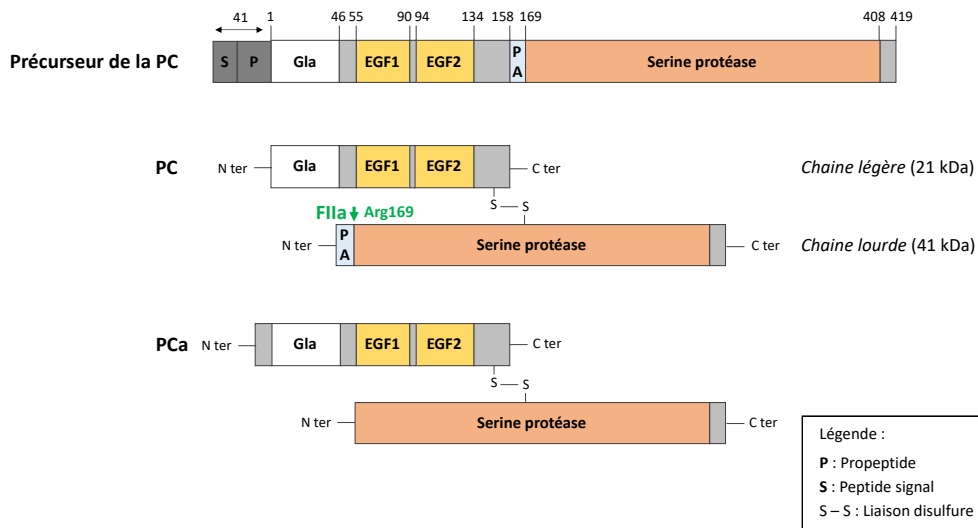 41 1 46 55 90 94 134 158 169 408 419
Précurseur de la PC S P Gla EGF1 EGF2 P A Serine protéase
PC N ter Gla EGF1 EGF2 C ter Chaine légère (21 kDa)
S – S
FIIa Arg169
N ter P A Serine protéase C ter Chaine lourde (41 kDa)
PCa N ter Gla EGF1 EGF2 C ter
S – S
N ter Serine protéase C ter
Légende :
P : Propeptide
S : Peptide signal
S – S : Liaison disulfure